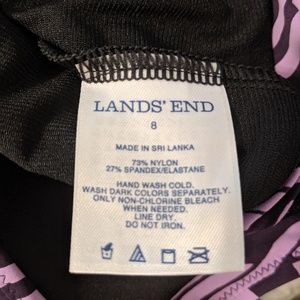 LANDS' END
8
MADE IN SRI LANKA
73% NYLON
27% SPANDEX/ELASTANE
HAND WASH COLD.
WASH DARK COLORS SEPARATELY.
ONLY NON-CHLORINE BLEACH
WHEN NEEDED.
LINE DRY.
DO NOT IRON.